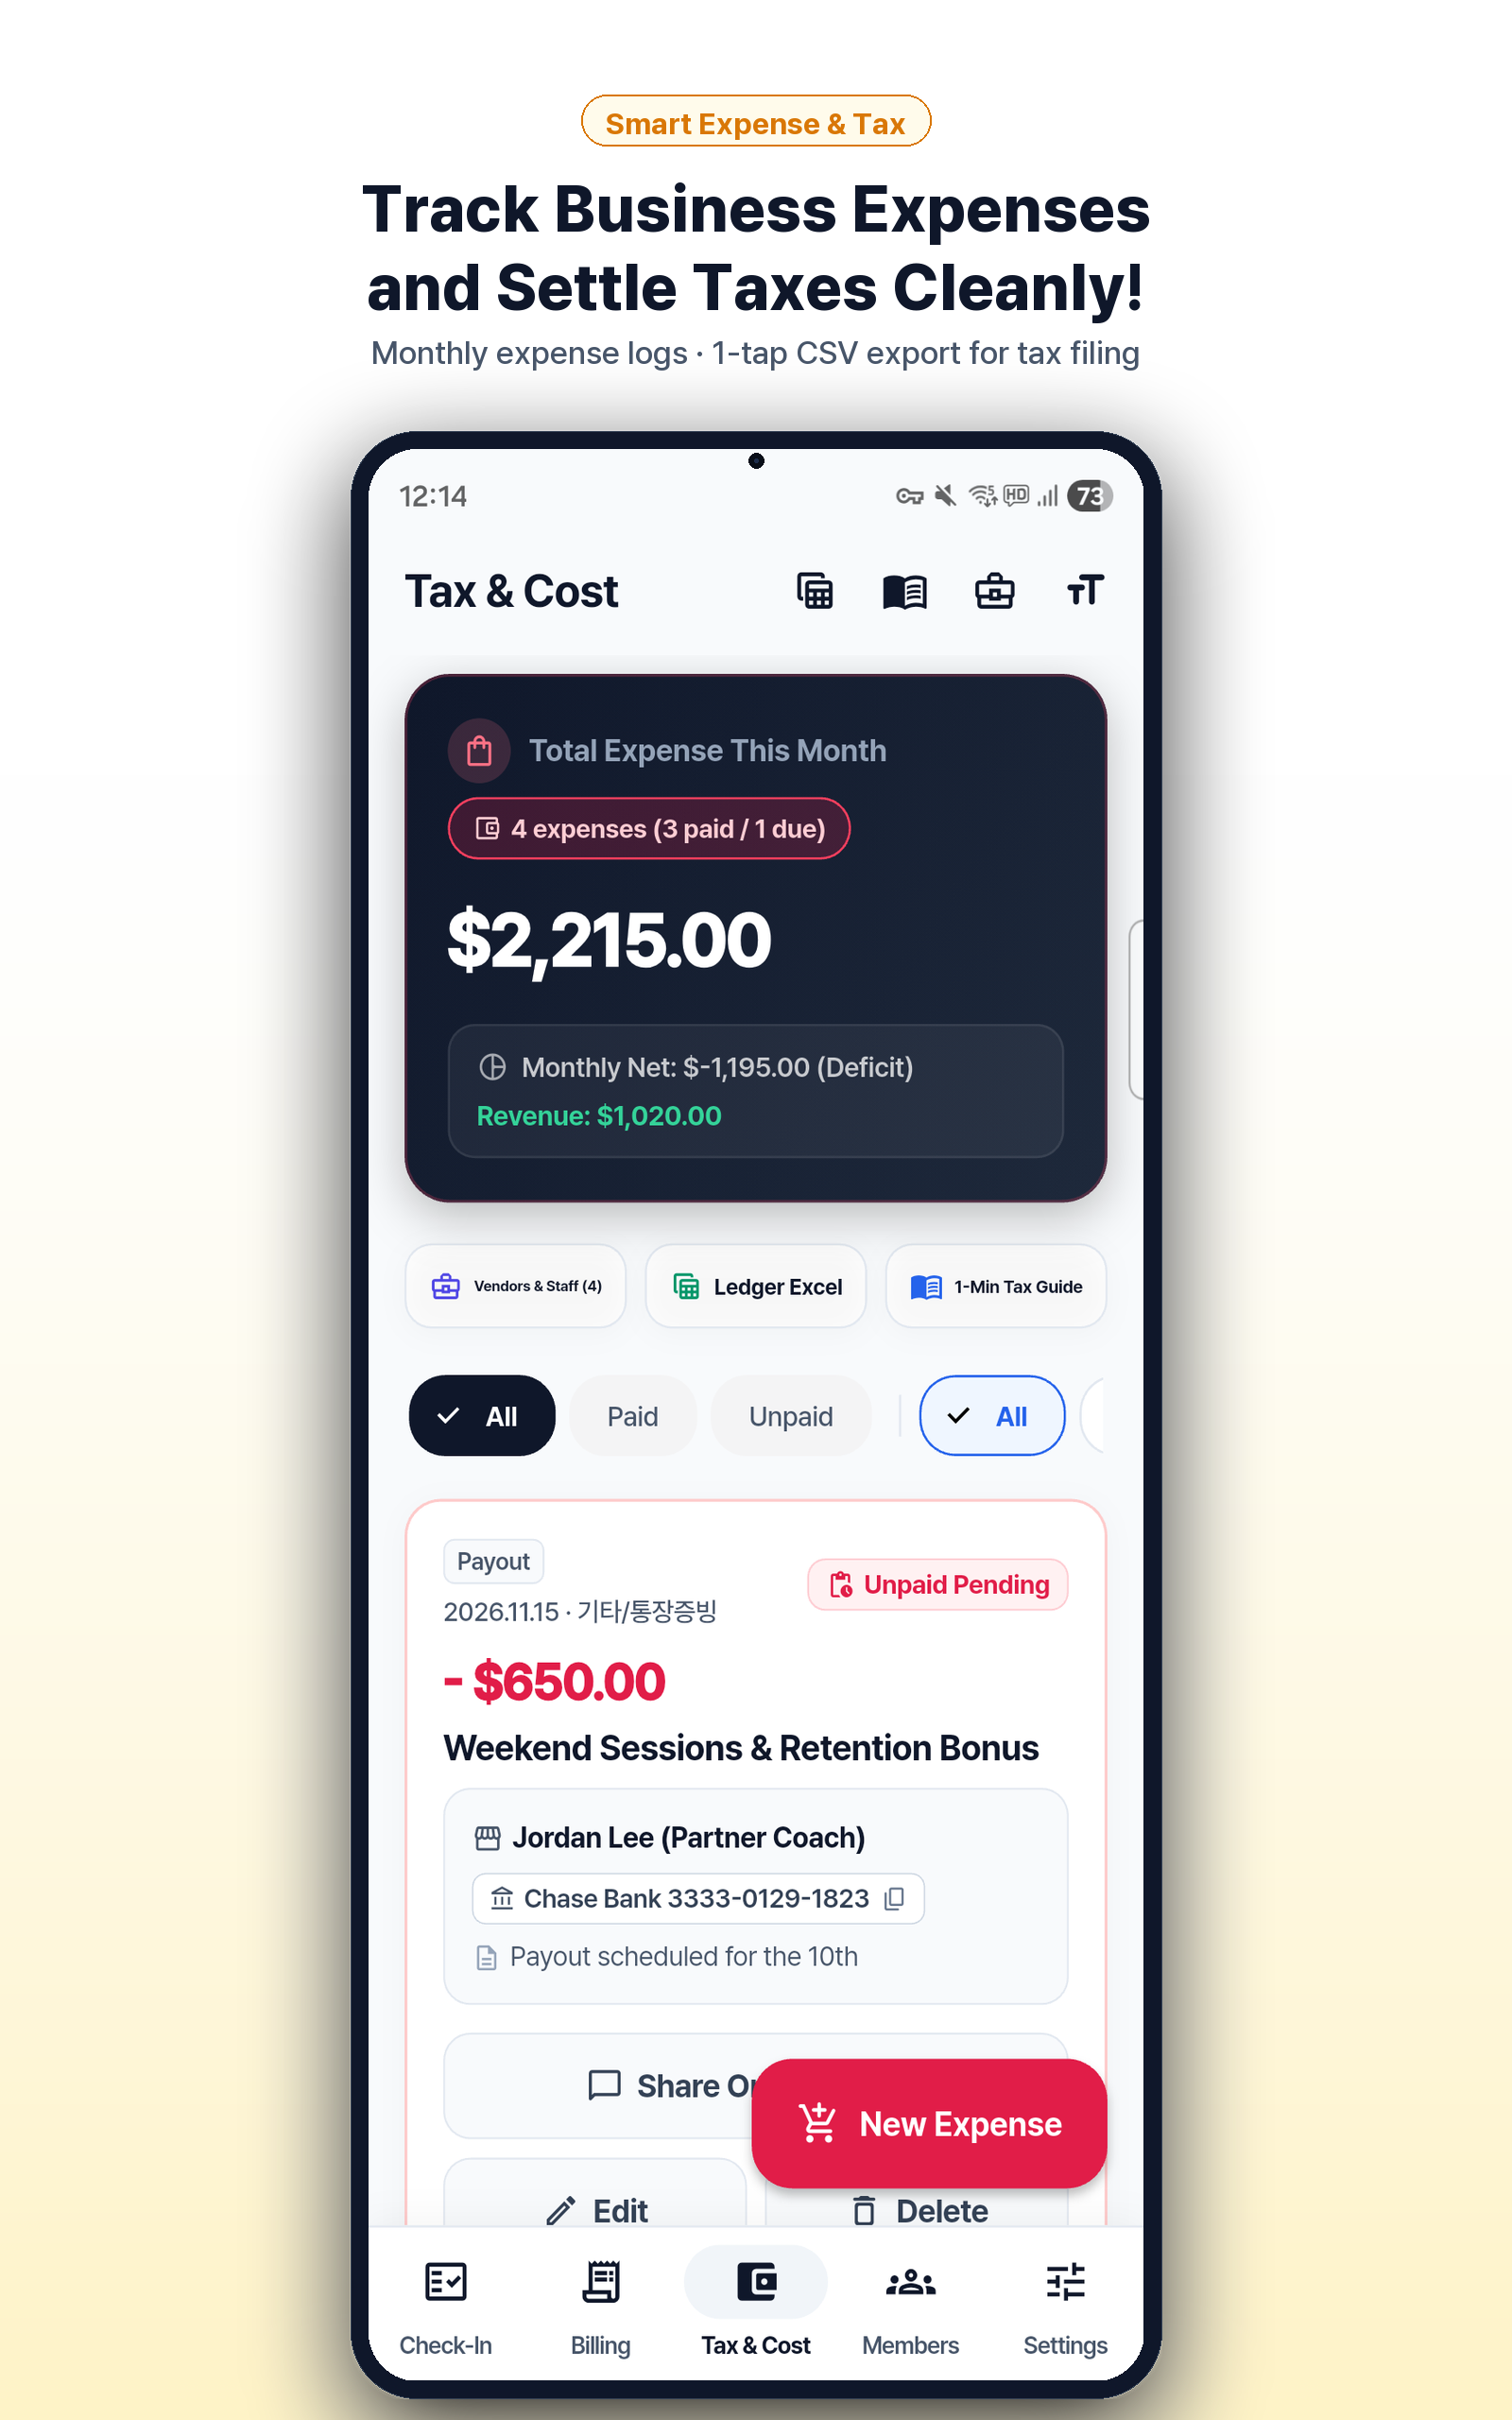 Smart Expense & Tax
Track Business Expenses
and Settle Taxes Cleanly!
Monthly expense logs · 1-tap CSV export for tax filing
12:14
5
HD
73
Tax & Cost
Total Expense This Month
4 expenses (3 paid / 1 due)
$2,215.00
Monthly Net: $-1,195.00 (Deficit)
Revenue: $1,020.00
Vendors & Staff (4)
Ledger Excel
1-Min Tax Guide
All
Paid
Unpaid
All
Payout
Unpaid Pending
2026.11.15 · 기타/통장증빙
- $650.00
Weekend Sessions & Retention Bonus
Jordan Lee (Partner Coach)
Chase Bank 3333-0129-1823
Payout scheduled for the 10th
Share
New Expense
Edit
Delete
Check-In
Billing
Tax & Cost
Members
Settings